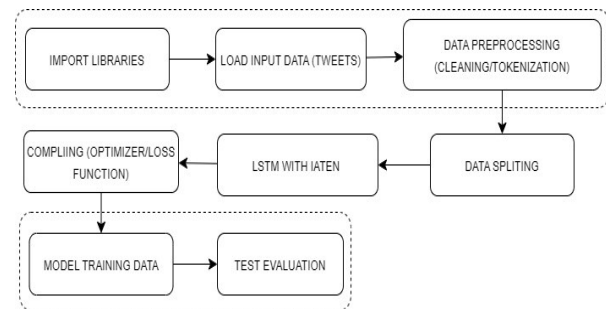 IMPORT LIBRARIES
LOAD INPUT DATA (TWEETS)
DATA PREPROCESSING
(CLEANING/TOKENIZATION)
COMPLIING (OPTIMIZER/LOSS
FUNCTION)
LSTM WITH IATEN
DATA SPLITING
MODEL TRAINING DATA
TEST EVALUATION